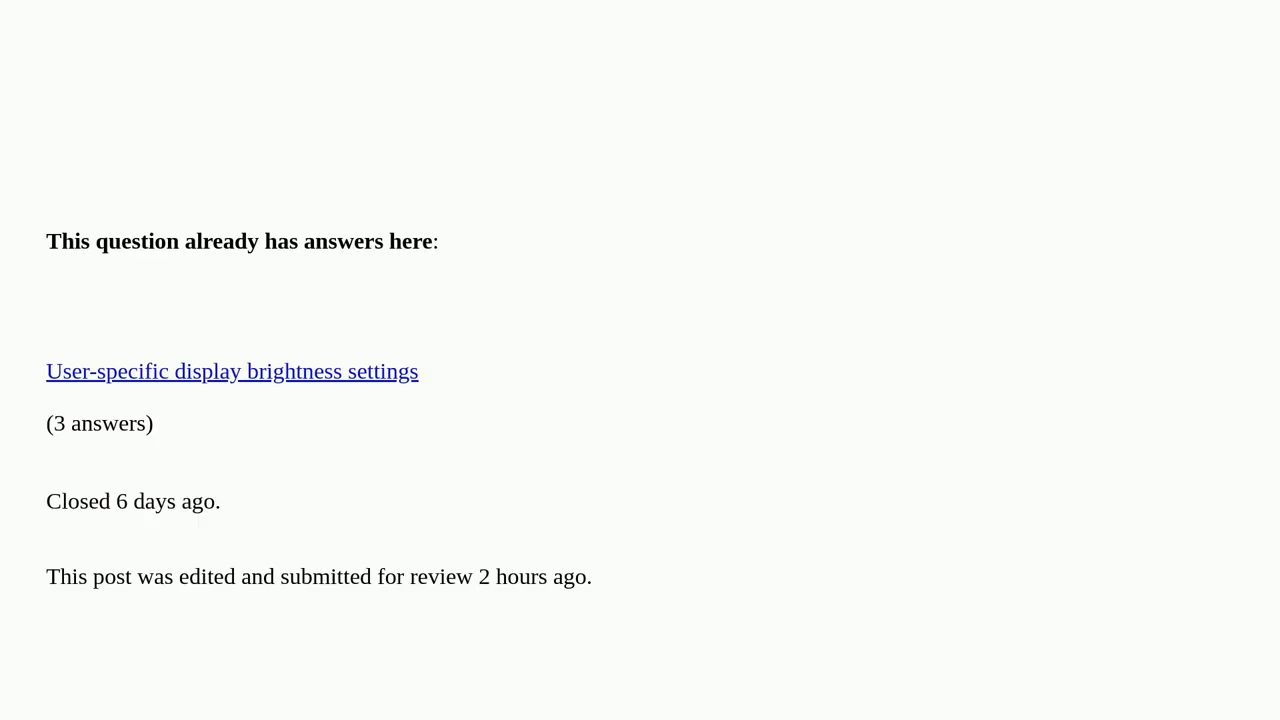 This question already has answers here:
User-specific display brightness settings
(3 answers)
Closed 6 days ago.
This post was edited and submitted for review 2 hours ago.